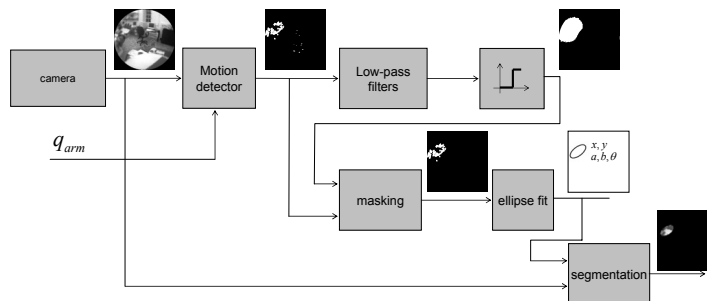 camera
Motion
detector
Low-pass
filters
q arm
masking
ellipse fit
x, y
a, b, θ
segmentation